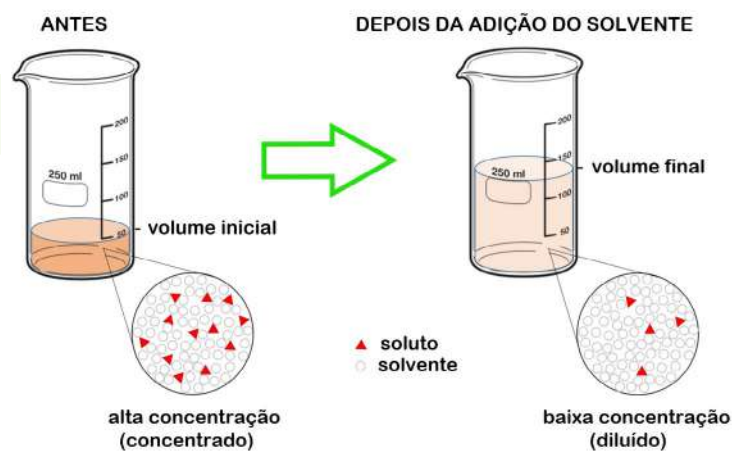 ANTES
DEPOIS DA ADIÇÃO DO SOLVENTE
200
150
250 ml
100
50
volume inicial
200
150
250 ml
100
50
volume final
soluto
solvente
alta concentração
(concentrado)
baixa concentração
(diluído)